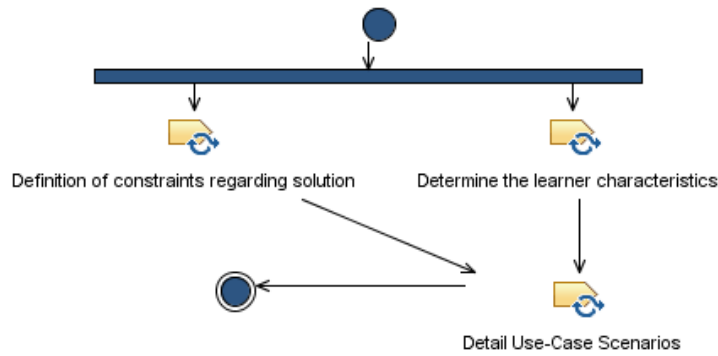 Definition of constraints regarding solution
Determine the learner characteristics
Detail Use-Case Scenarios